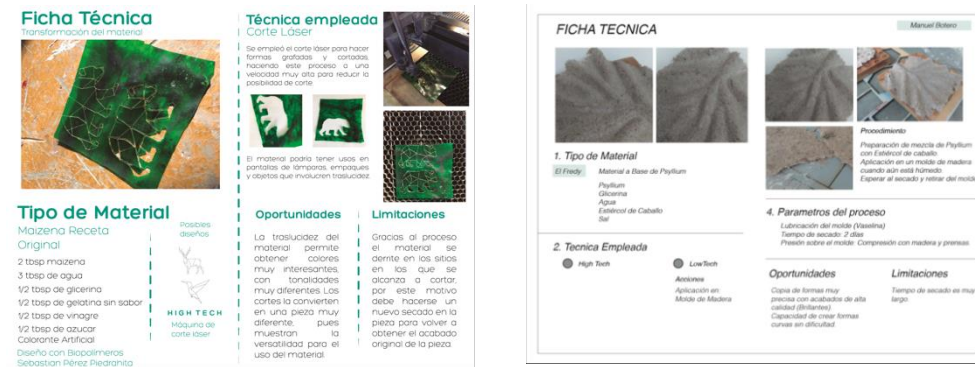 Ficha Técnica
Transformación del material
Tipo de Material
Maizena Receta
Original
2 tbsp maizena
3 tbsp de agua
1/2 tbsp de glicerina
1/2 tbsp de gelatina sin sabor
1/2 tbsp de vinagre
1/2 tbsp de azucar
Colorante Artificial
Diseño con Biopolímeros
Sebastian Pérez Piedrahita
Posibles
diseños
HIGH TECH
Máquina de
corte láser
Técnica empleada
Corte Láser
Se empleó el corte láser para hacer
formas grafadas y cortadas,
haciendo este proceso a una
velocidad muy alta para reducir la
posibilidad de corte.
El material podría tener usos en
pantallas de lámparas, empaques
y objetas que involucren traslucidez.
Oportunidades
La traslucidez del
material permite
obtener colores
muy interesantes,
con tonalidades
muy diferentes. Los
cortes la convierten
en una pieza muy
diferente, pues
muestran la
versatilidad para el
uso del material.
Limitaciones
Gracias al proceso
el material se
derrite en los sitios
en los que se
alcanza a cortar,
por este motivo
debe hacerse un
nuevo secado en la
pieza para volver a
obtener el acabado
original de la pieza.
FICHA TECNICA
Manuel Botero
1. Tipo de Material
El Fredy
Material a Base de Psyllium
Psyllium
Glicerina
Agua
Estiércol de Caballo
Sal
2. Tecnica Empleada
High Tech
LowTech
Acciones
Aplicación en:
Molde de Madera
Procedimiento
Preparación de mezcla de Psyllium
con Estiércol de caballo
Aplicación en un molde de madera
cuando aún está húmedo.
Esperar al secado y retirar del molde
4. Parametros del proceso
Lubricación del molde (Vaselina)
Tiempo de secado: 2 días
Presión sobre el molde: Compresión con madera y prensas
Oportunidades
Copia de formas muy
precisa con acabados de alta
calidad (Brillantes).
Capacidad de crear formas
curvas sin dificultad.
Limitaciones
Tiempo de secado es muy
largo.